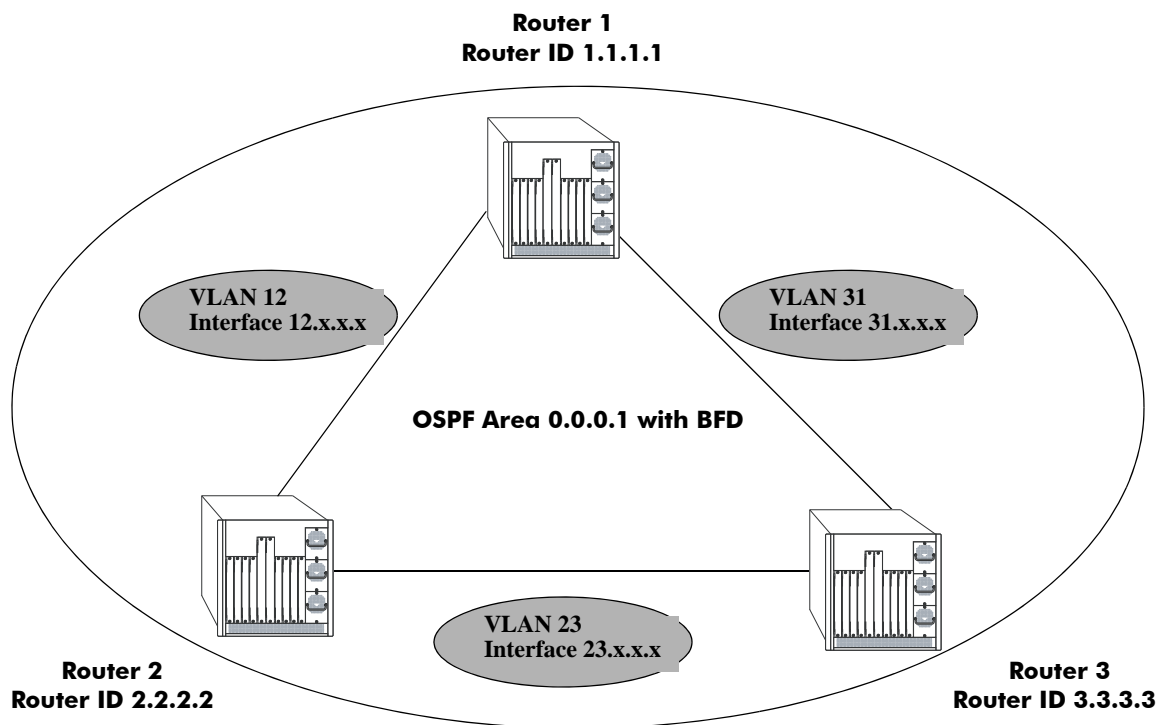 Router 1
Router ID 1.1.1.1
VLAN 12
Interface 12.x.x.x
VLAN 31
Interface 31.x.x.x
OSPF Area 0.0.0.1 with BFD
VLAN 23
Interface 23.x.x.x
Router 2
Router ID 2.2.2.2
Router 3
Router ID 3.3.3.3